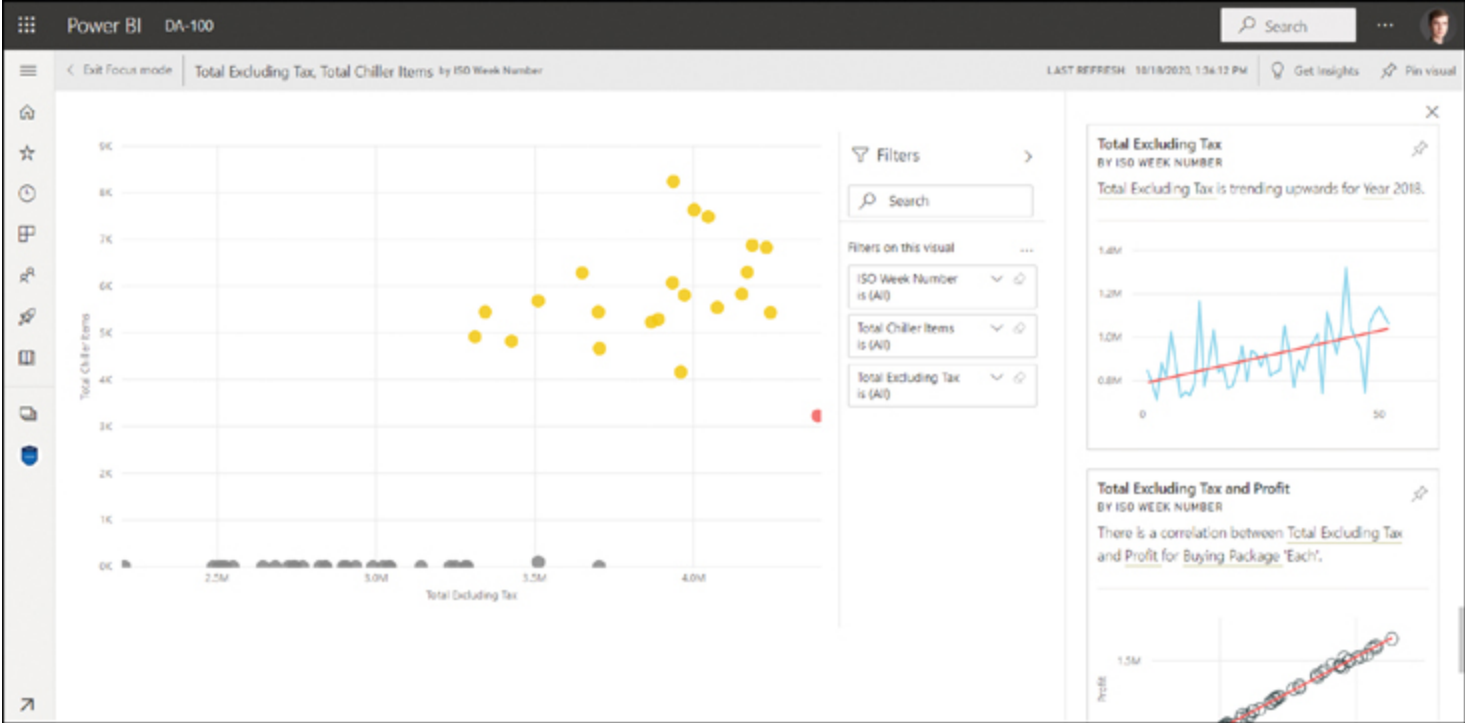 Power BI DA-100 Search ...
Exit Focus mode Total Excluding Tax, Total Chiller Items by ISO Week Number LAST REFRESH 10/18/2020, 1:34:12 PM Get Insights Pin visual
9K
8K
7K
6K
5K
4K
3K
2K
1K
0K
Total Chiller Items
2.5M 3.0M 3.5M 4.0M
Total Excluding Tax
Filters
Search
Filters on this visual ...
ISO Week Number
is (All)
Total Chiller Items
is (All)
Total Excluding Tax
is (All)
Total Excluding Tax
BY ISO WEEK NUMBER
Total Excluding Tax is trending upwards for Year 2018.
1.4M
1.2M
1.0M
0.8M
0 50
Total Excluding Tax and Profit
BY ISO WEEK NUMBER
There is a correlation between Total Excluding Tax
and Profit for Buying Package 'Each'.
1.5M
Profit